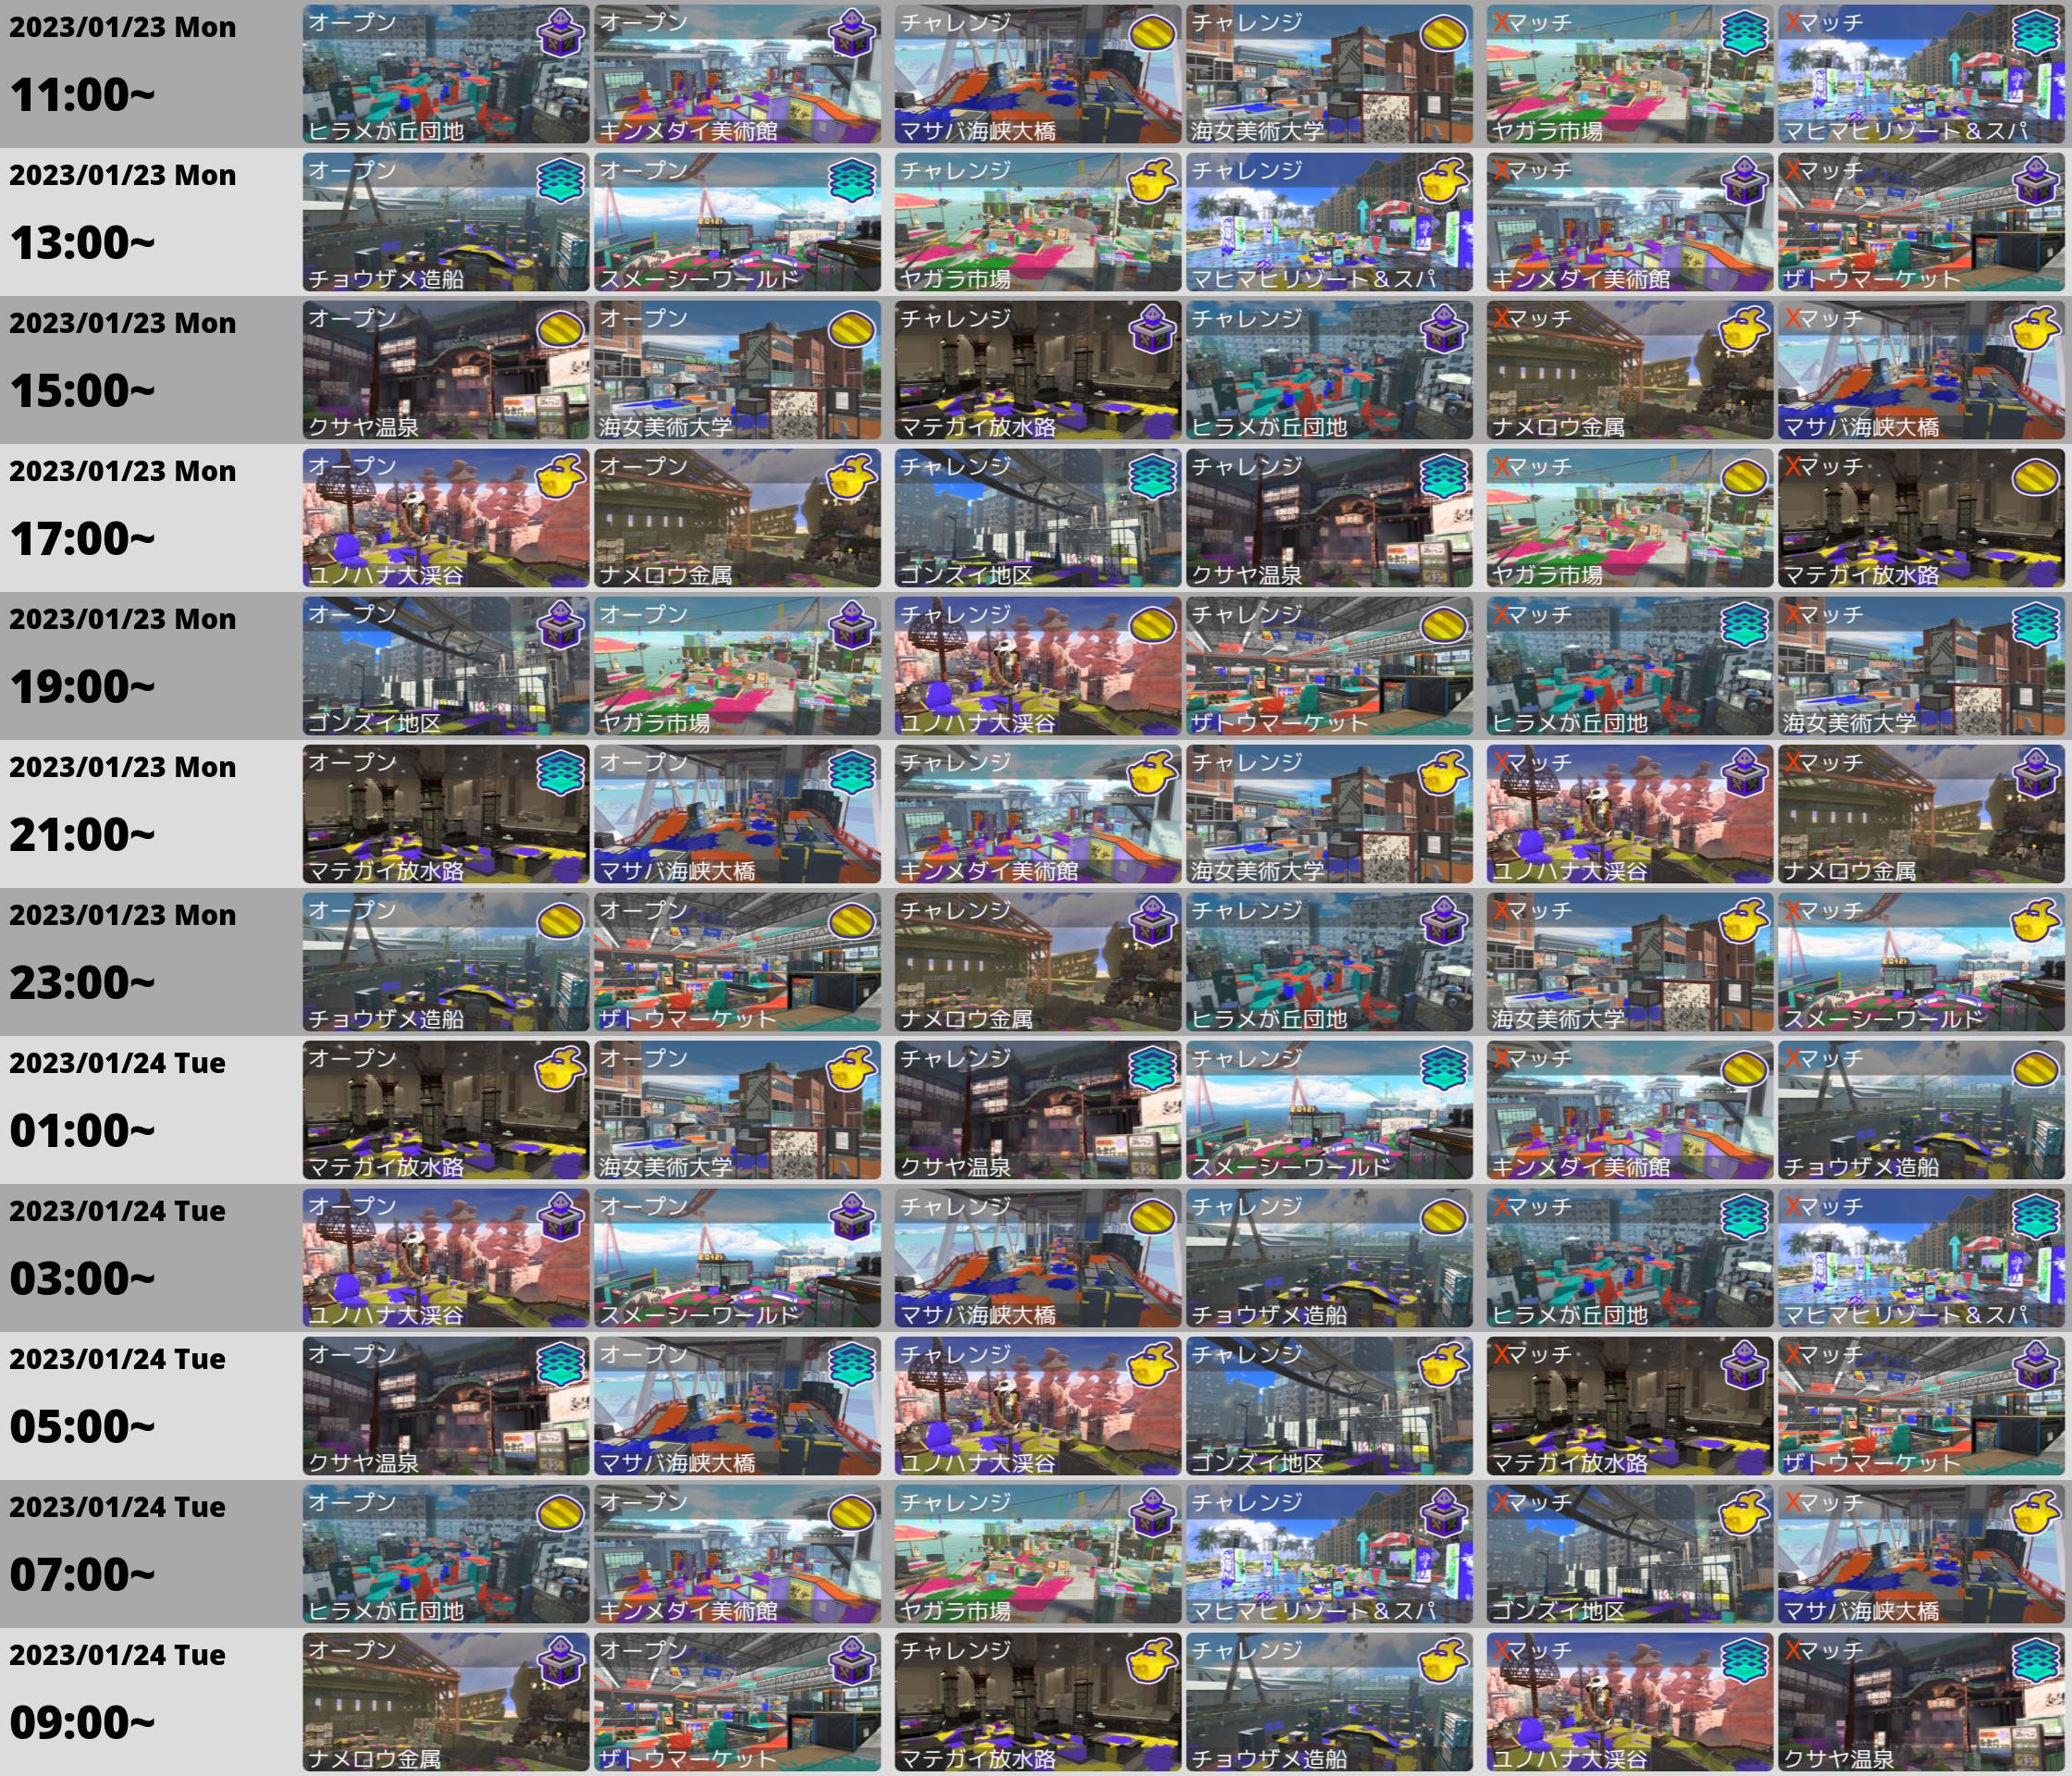 2023/01/23 Mon
11:00~
オープン オープン チャレンジ チャレンジ Xマッチ Xマッチ
ヒラメが丘団地 キンメダイ美術館 マサバ海峡大橋 海女美術大学 ヤガラ市場 マヒマヒリゾート&スパ
2023/01/23 Mon
13:00~
オープン オープン チャレンジ チャレンジ Xマッチ Xマッチ
チョウザメ造船 スメーシーワールド ヤガラ市場 マヒマヒリゾート&スパ キンメダイ美術館 ザトウマーケット
2023/01/23 Mon
15:00~
オープン オープン チャレンジ チャレンジ Xマッチ Xマッチ
クサヤ温泉 海女美術大学 マテガイ放水路 ヒラメが丘団地 ナメロウ金属 マサバ海峡大橋
2023/01/23 Mon
17:00~
オープン オープン チャレンジ チャレンジ Xマッチ Xマッチ
ユノハナ大渓谷 ナメロウ金属 ゴンズイ地区 クサヤ温泉 ヤガラ市場 マテガイ放水路
2023/01/23 Mon
19:00~
オープン オープン チャレンジ チャレンジ Xマッチ Xマッチ
ゴンズイ地区 ヤガラ市場 ユノハナ大渓谷 ザトウマーケット ヒラメが丘団地 海女美術大学
2023/01/23 Mon
21:00~
オープン オープン チャレンジ チャレンジ Xマッチ Xマッチ
マテガイ放水路 マサバ海峡大橋 キンメダイ美術館 海女美術大学 ユノハナ大渓谷 ナメロウ金属
2023/01/23 Mon
23:00~
オープン オープン チャレンジ チャレンジ Xマッチ Xマッチ
チョウザメ造船 ザトウマーケット ナメロウ金属 ヒラメが丘団地 海女美術大学 スメーシーワールド
2023/01/24 Tue
01:00~
オープン オープン チャレンジ チャレンジ Xマッチ Xマッチ
マテガイ放水路 海女美術大学 クサヤ温泉 スメーシーワールド キンメダイ美術館 チョウザメ造船
2023/01/24 Tue
03:00~
オープン オープン チャレンジ チャレンジ Xマッチ Xマッチ
ユノハナ大渓谷 スメーシーワールド マサバ海峡大橋 チョウザメ造船 ヒラメが丘団地 マヒマヒリゾート&スパ
2023/01/24 Tue
05:00~
オープン オープン チャレンジ チャレンジ Xマッチ Xマッチ
クサヤ温泉 マサバ海峡大橋 ユノハナ大渓谷 ゴンズイ地区 マテガイ放水路 ザトウマーケット
2023/01/24 Tue
07:00~
オープン オープン チャレンジ チャレンジ Xマッチ Xマッチ
ヒラメが丘団地 キンメダイ美術館 ヤガラ市場 マヒマヒリゾート&スパ ゴンズイ地区 マサバ海峡大橋
2023/01/24 Tue
09:00~
オープン オープン チャレンジ チャレンジ Xマッチ Xマッチ
ナメロウ金属 ザトウマーケット マテガイ放水路 チョウザメ造船 ユノハナ大渓谷 クサヤ温泉